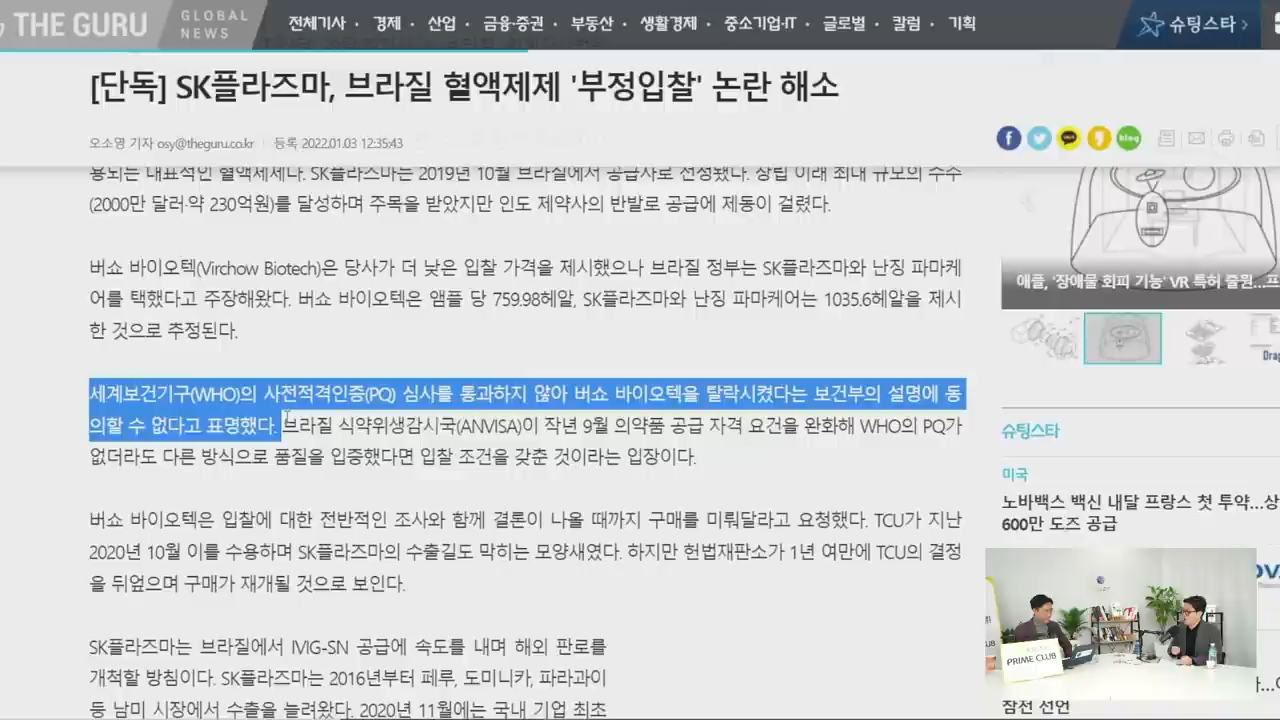 THE GURU
GLOBAL
NEWS
전체기사 · 경제 · 산업 · 금융·증권 · 부동산 · 생활경제 · 중소기업·IT · 글로벌 · 칼럼 · 기획
슈팅스타 ›
[단독] SK플라즈마, 브라질 혈액제제 '부정입찰' 논란 해소
오소영 기자 osy@theguru.co.kr 등록 2022.01.03 12:35:43
blog
용되는 대표적인 혈액제제다. SK플라즈마는 2019년 10월 브라질에서 공급사로 선정됐다. 창립 이래 최대 규모의 수주
(2000만 달러·약 230억원)를 달성하며 주목을 받았지만 인도 제약사의 반발로 공급에 제동이 걸렸다.
버쇼 바이오텍(Virchow Biotech)은 당사가 더 낮은 입찰 가격을 제시했으나 브라질 정부는 SK플라즈마와 난징 파마케
어를 택했다고 주장해왔다. 버쇼 바이오텍은 앰플 당 759.98헤알, SK플라즈마와 난징 파마케어는 1035.6헤알을 제시
한 것으로 추정된다.
세계보건기구(WHO)의 사전적격인증(PQ) 심사를 통과하지 않아 버쇼 바이오텍을 탈락시켰다는 보건부의 설명에 동
의할 수 없다고 표명했다. 브라질 식약위생감시국(ANVISA)이 작년 9월 의약품 공급 자격 요건을 완화해 WHO의 PQ가
없더라도 다른 방식으로 품질을 입증했다면 입찰 조건을 갖춘 것이라는 입장이다.
버쇼 바이오텍은 입찰에 대한 전반적인 조사와 함께 결론이 나올 때까지 구매를 미뤄달라고 요청했다. TCU가 지난
2020년 10월 이를 수용하며 SK플라즈마의 수출길도 막히는 모양새였다. 하지만 헌법재판소가 1년 여만에 TCU의 결정
을 뒤엎으며 구매가 재개될 것으로 보인다.
SK플라즈마는 브라질에서 IVIG-SN 공급에 속도를 내며 해외 판로를
개척할 방침이다. SK플라즈마는 2016년부터 페루, 도미니카, 파라과이
등 남미 시장에서 수출을 늘려왔다. 2020년 11월에는 국내 기업 최초
애플, '장애물 회피 기능' VR 특허 출원...프
Drag
슈팅스타
미국
노바백스 백신 내달 프랑스 첫 투약...상
600만 도즈 공급
PRIME CLUB
참전 선언